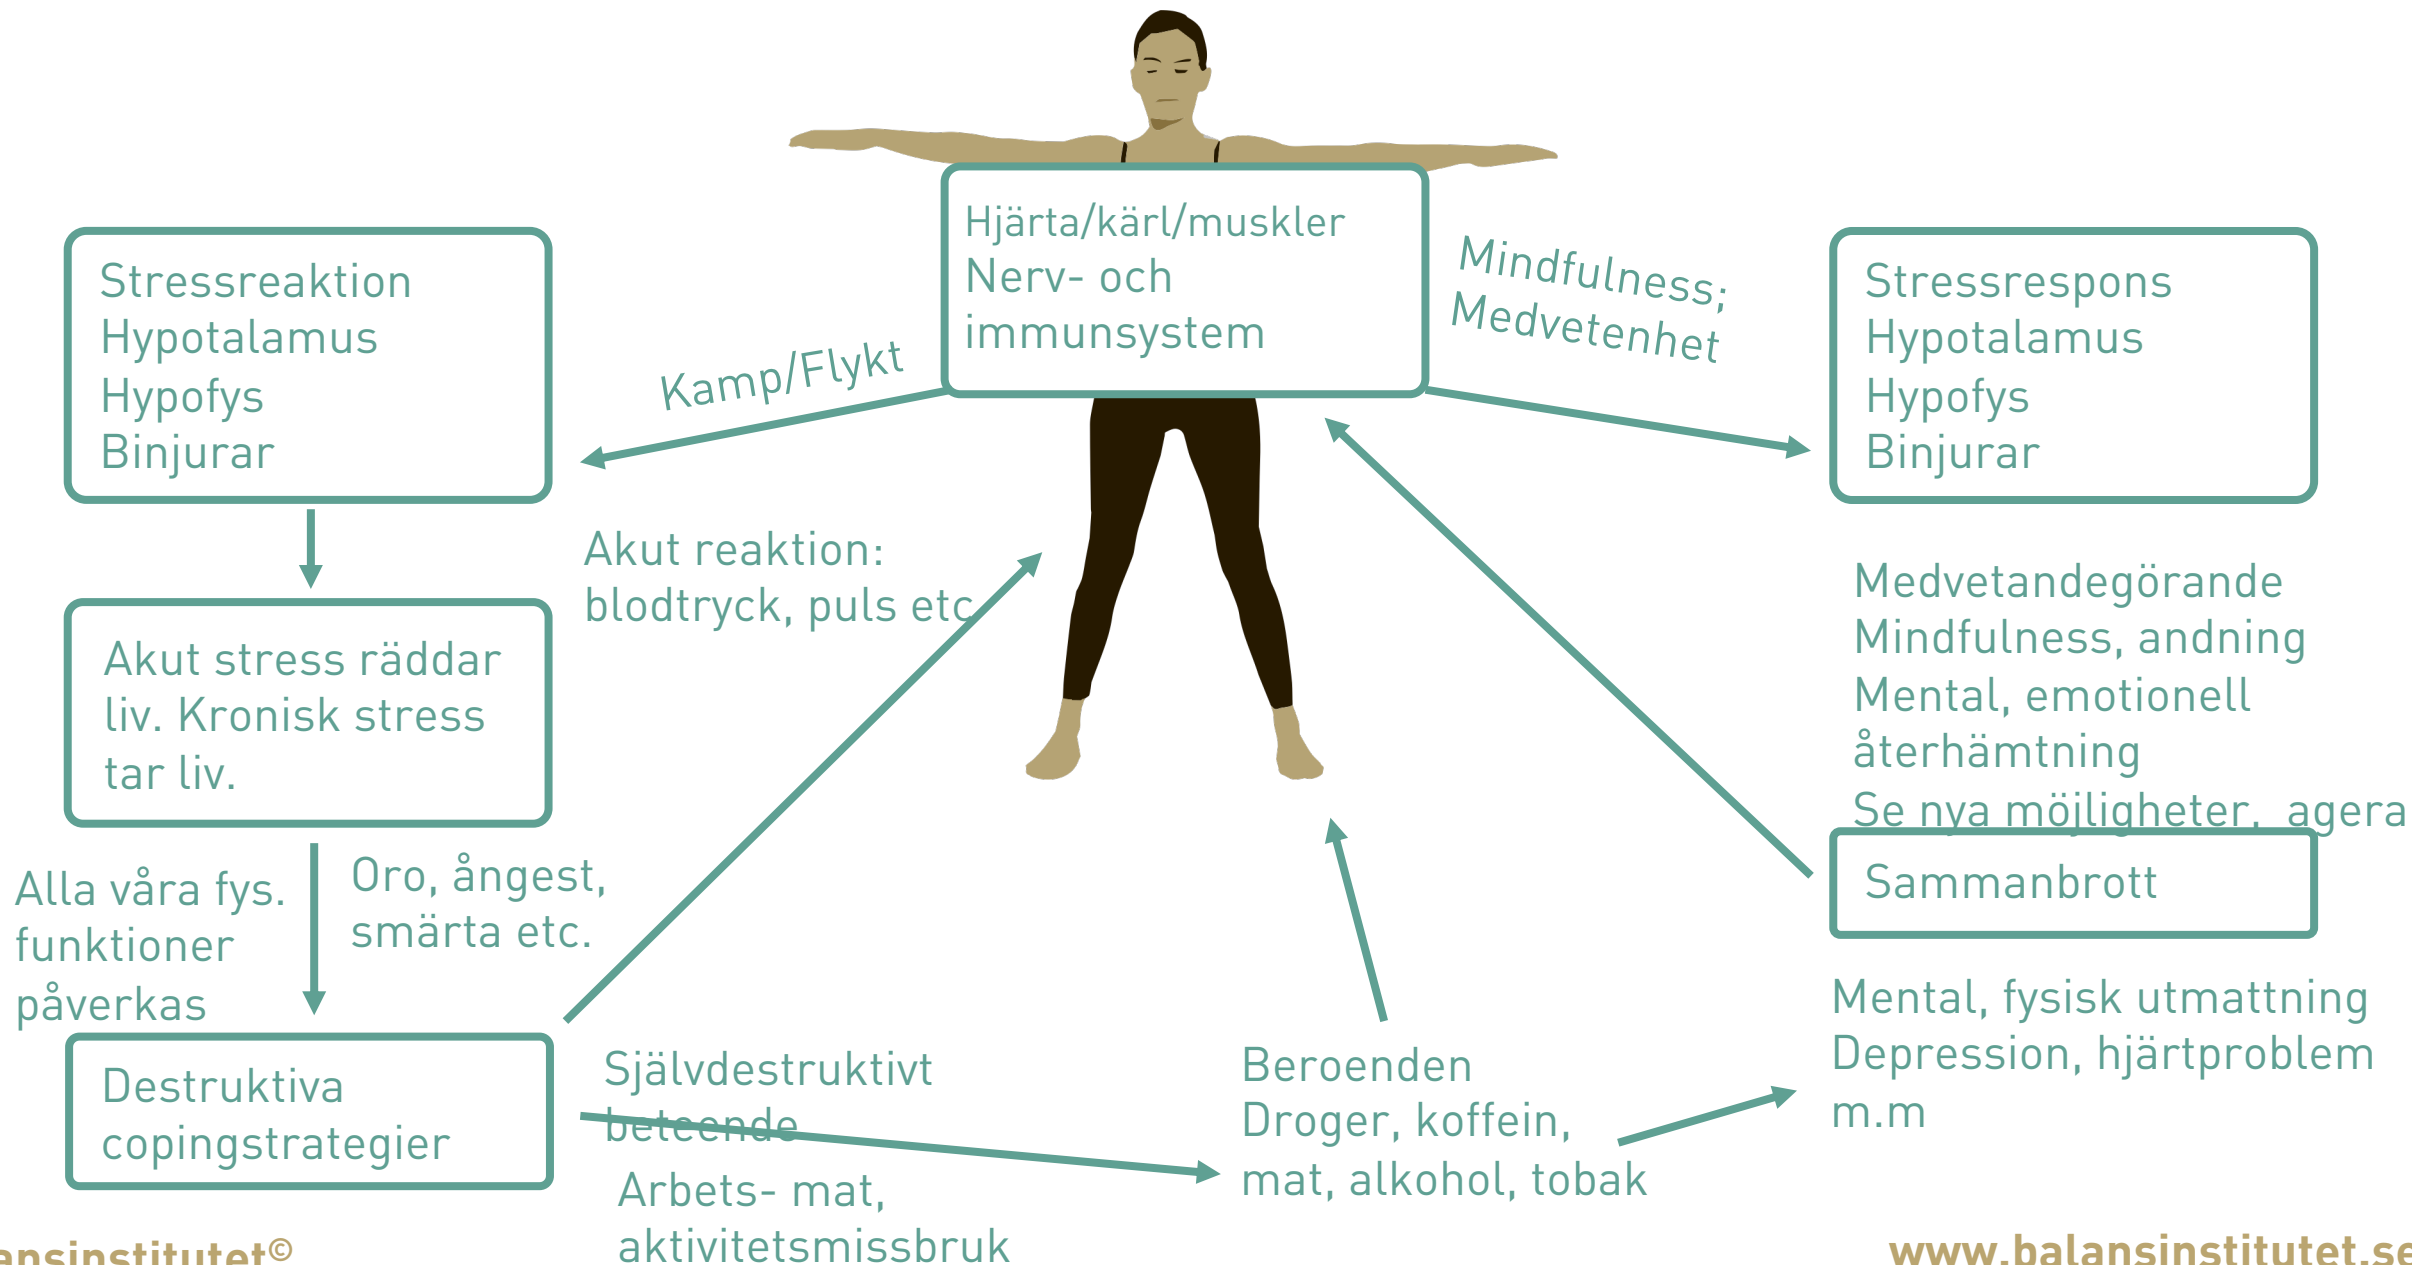 Hjärta/kärl/muskler
Nerv- och
immunsystem
Kamp/Flykt
Mindfulness;
Medvetenhet
Stressreaktion
Hypotalamus
Hypofys
Binjurar
Akut reaktion:
blodtryck, puls etc
Akut stress räddar
liv. Kronisk stress
tar liv.
Alla våra fys.
funktioner
påverkas
Oro, ångest,
smärta etc.
Destruktiva
copingstrategier
Självdestruktivt
beteende
Arbets- mat,
aktivitetsmissbruk
Beroenden
Droger, koffein,
mat, alkohol, tobak
Stressrespons
Hypotalamus
Hypofys
Binjurar
Medvetandegörande
Mindfulness, andning
Mental, emotionell
återhämtning
Se nya möjligheter, agera
Sammanbrott
Mental, fysisk utmattning
Depression, hjärtproblem
m.m
ansinstitutet©
www.balansinstitutet.se